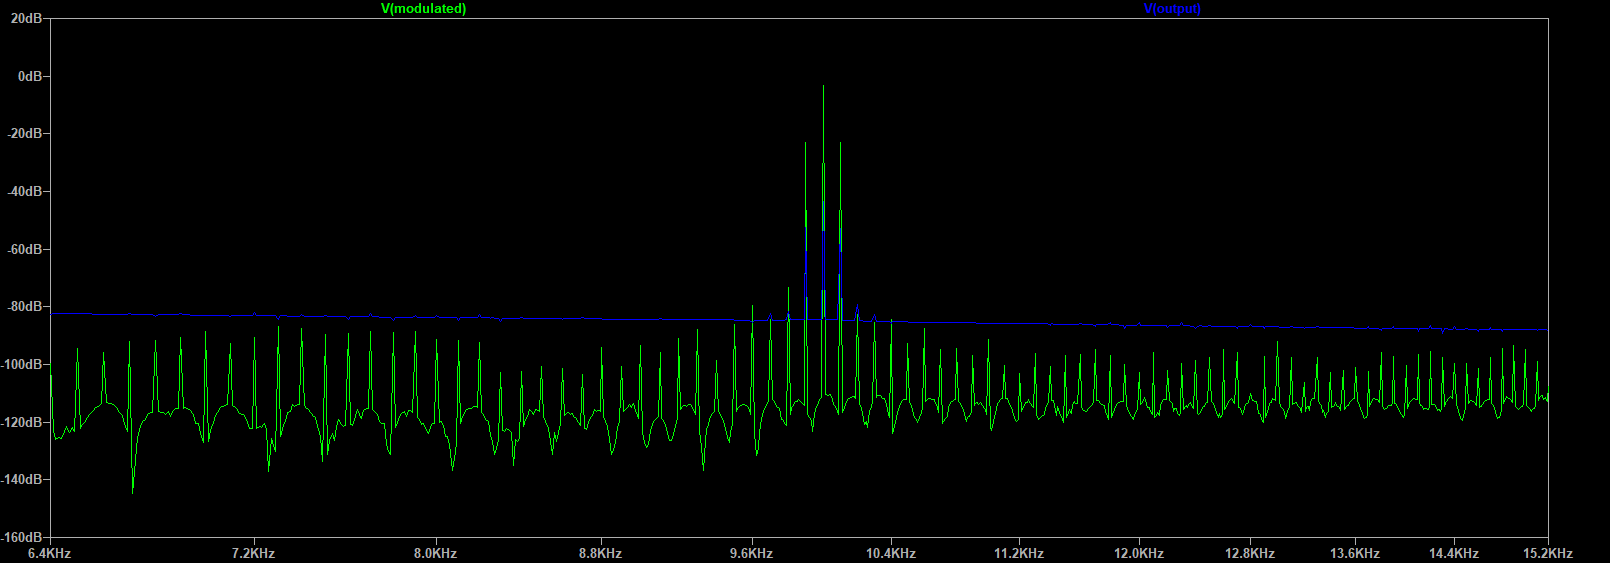 V(modulated) V(output)
20dB
0dB
-20dB
-40dB
-60dB
-80dB
-100dB
-120dB
-140dB
-160dB
6.4KHz 7.2KHz 8.0KHz 8.8KHz 9.6KHz 10.4KHz 11.2KHz 12.0KHz 12.8KHz 13.6KHz 14.4KHz 15.2KHz